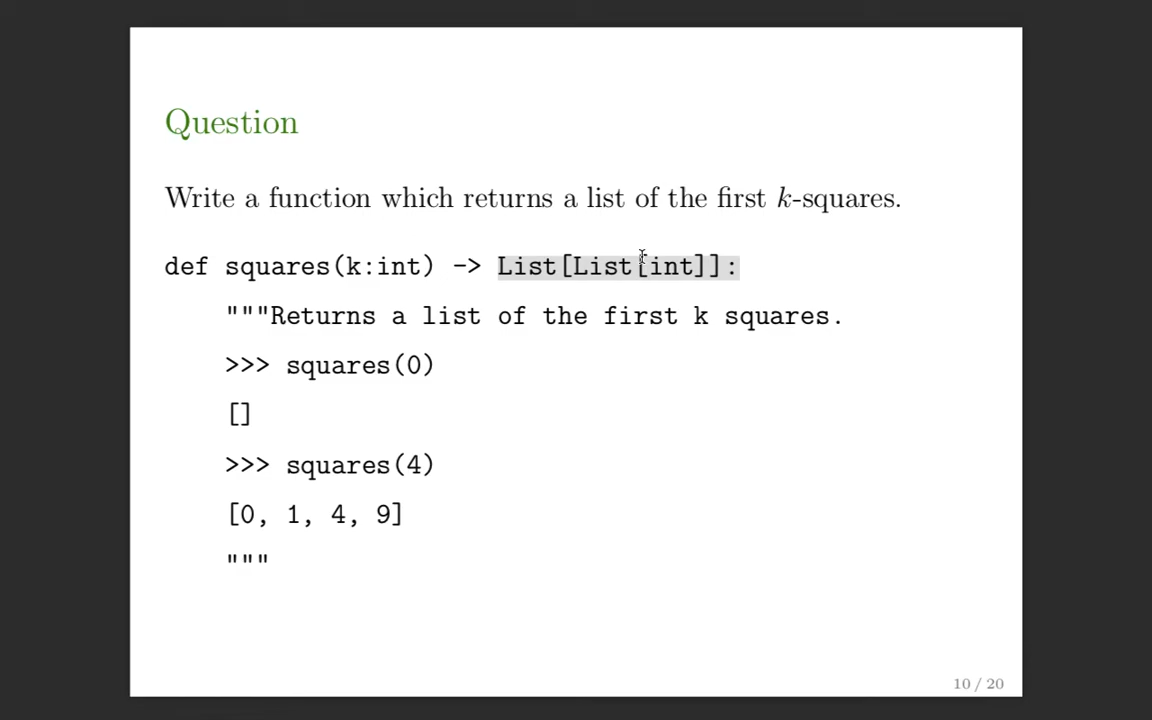 Question
Write a function which returns a list of the first k-squares.
def squares(k:int) -> List[List[int]]:
"""Returns a list of the first k squares.
>>> squares(0)
[]
>>> squares(4)
[0, 1, 4, 9]
"""
10 / 20